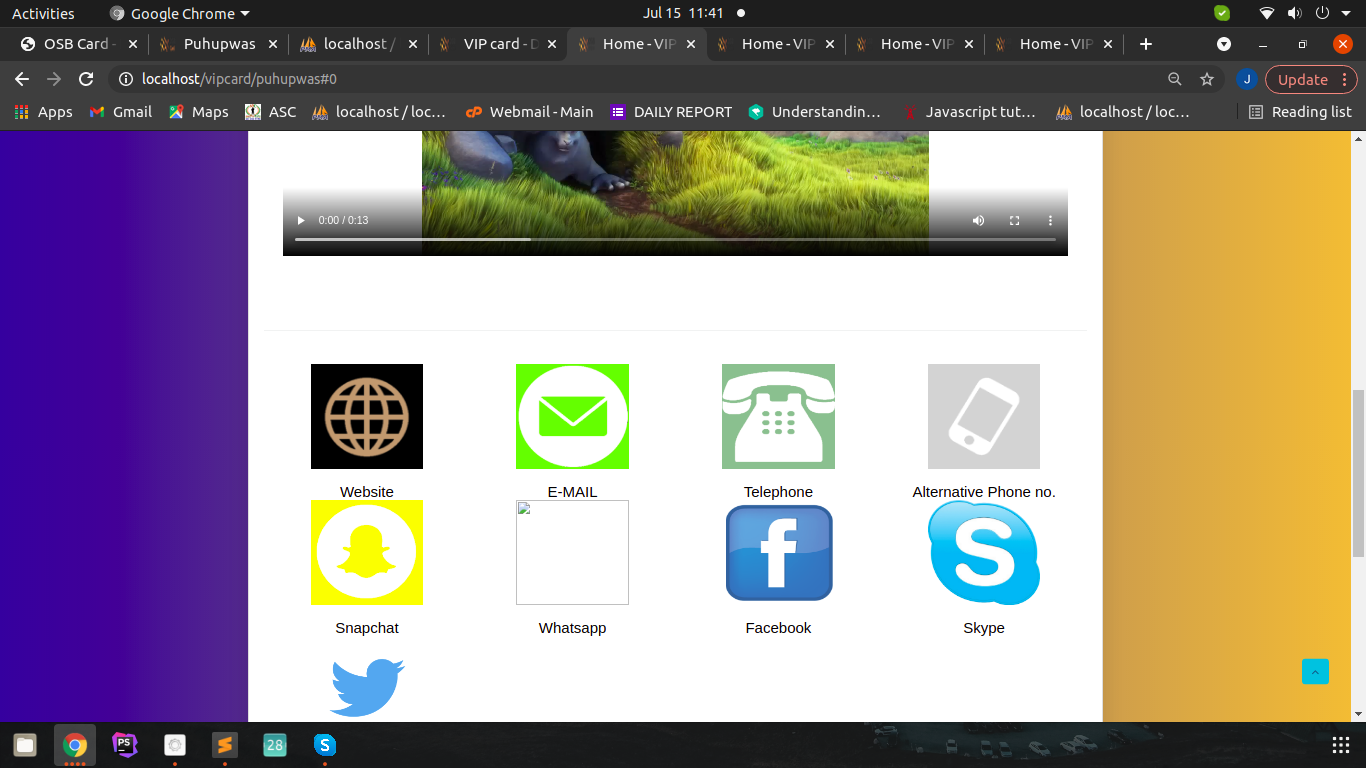 Activities Google Chrome Jul 15 11:41
OSB Card - Puhupwas localhost / VIP card - D Home - VIP Home - VIP Home - VIP Home - VIP
localhost/vipcard/puhupwas#0 J Update
Apps Gmail Maps ASC localhost / loc… Webmail - Main DAILY REPORT Understandin… Javascript tut… localhost / loc… Reading list
0:00 / 0:13
Website E-MAIL Telephone Alternative Phone no.
f S
Snapchat Whatsapp Facebook Skype
PS 28 S